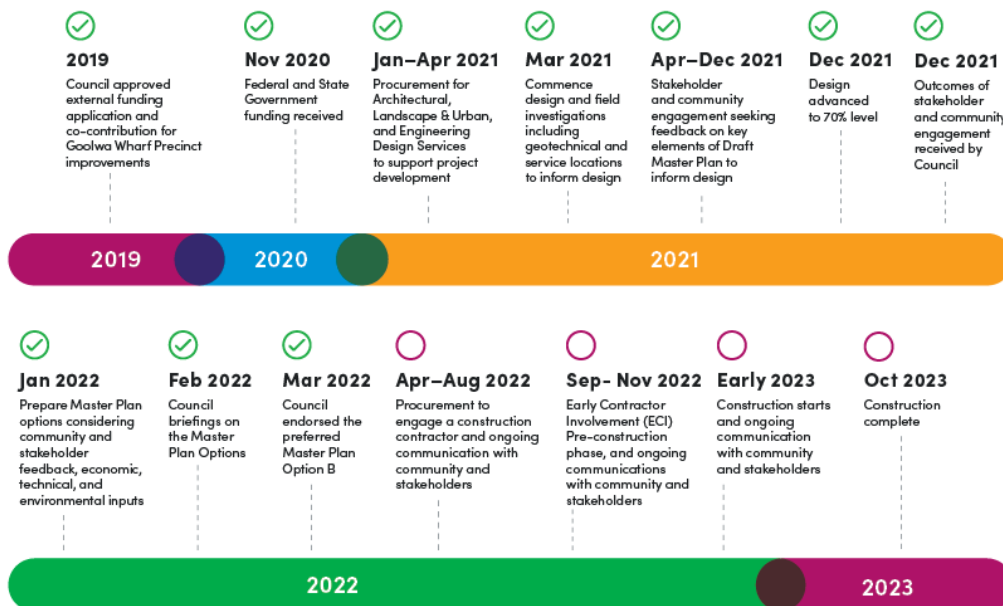 2019
Council approved
external funding
application and
co-contribution for
Goolwa Wharf Precinct
improvements
Nov 2020
Federal and State
Government
funding received
Jan–Apr 2021
Procurement for
Architectural,
Landscape & Urban,
and Engineering
Design Services
to support project
development
Mar 2021
Commence
design and field
investigations
including
geotechnical and
service locations
to inform design
Apr–Dec 2021
Stakeholder
and community
engagement seeking
feedback on key
elements of Draft
Master Plan to
inform design
Dec 2021
Design
advanced
to 70% level
Dec 2021
Outcomes of
stakeholder
and community
engagement
received by
Council
2019
2020
2021
Jan 2022
Prepare Master Plan
options considering
community and
stakeholder
feedback, economic,
technical, and
environmental inputs
Feb 2022
Council
briefings on
the Master
Plan Options
Mar 2022
Council
endorsed the
preferred
Master Plan
Option B
Apr–Aug 2022
Procurement to
engage a construction
contractor and ongoing
communication with
community and
stakeholders
Sep- Nov 2022
Early Contractor
Involvement (ECI)
Pre-construction
phase, and ongoing
communications
with community and
stakeholders
Early 2023
Construction starts
and ongoing
communication
with community
and stakeholders
Oct 2023
Construction
complete
2022
2023